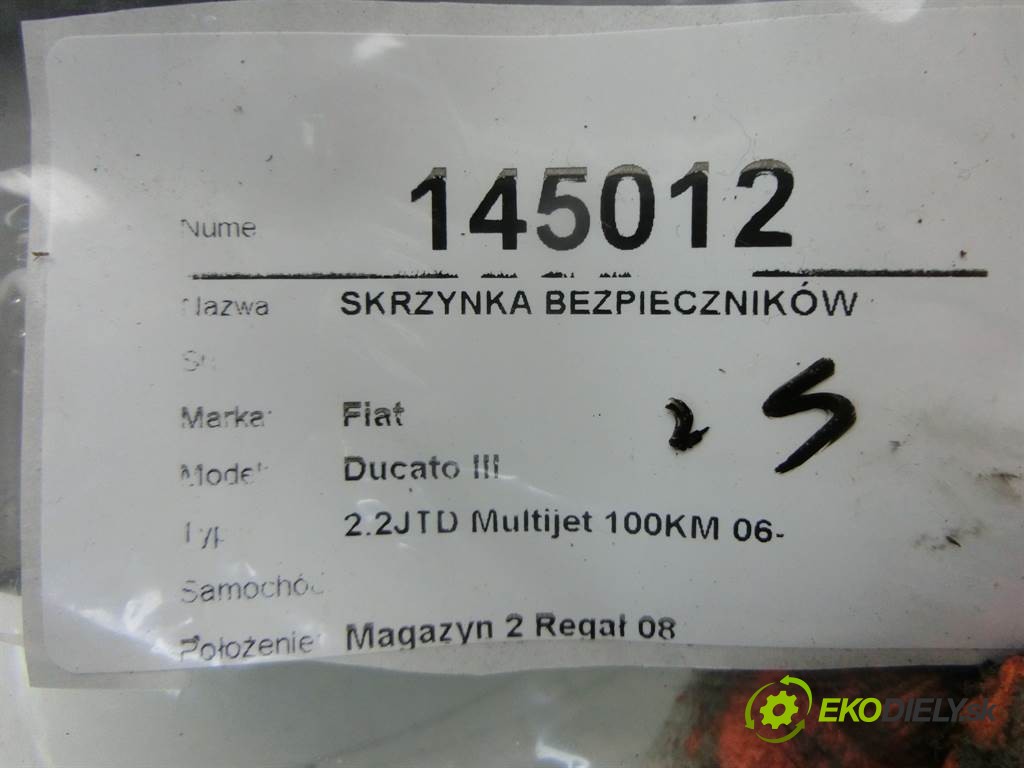 Nume 145012
Nazwa SKRZYNKA BEZPIECZNIKÓW
Marka: Fiat
Model: Ducato III
Typ 2.2JTD Multijet 100KM 06-
Samochód
Położenie: Magazyn 2 Regał 08
EKODIELY.sk